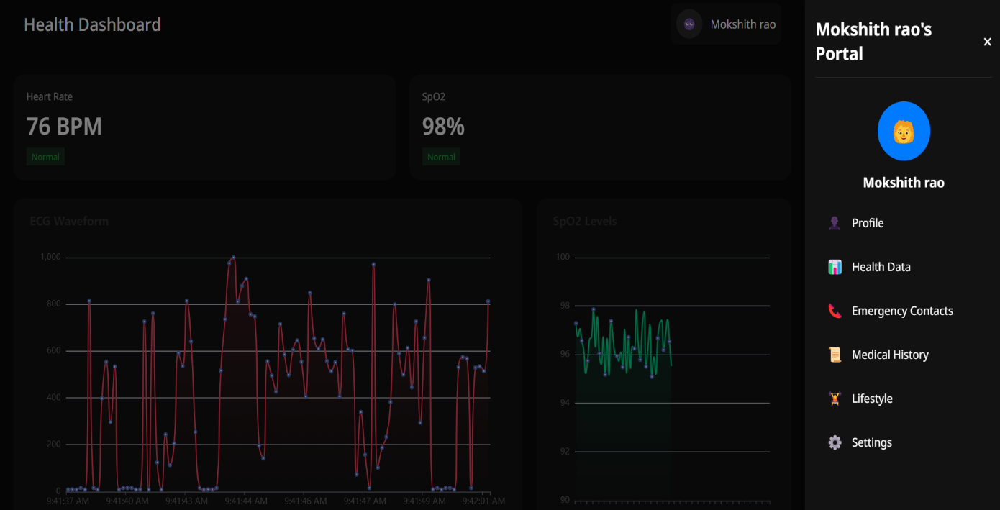 Health Dashboard
Mokshith rao
Heart Rate
76 BPM
Normal
SpO2
98%
Normal
ECG Waveform
1,000
800
600
400
200
0
9:41:37 AM 9:41:40 AM 9:41:43 AM 9:41:44 AM 9:41:46 AM 9:41:47 AM 9:41:49 AM 9:42:01 AM
SpO2 Levels
100
98
96
94
92
90
Mokshith rao's
Portal
×
Mokshith rao
Profile
Health Data
Emergency Contacts
Medical History
Lifestyle
Settings